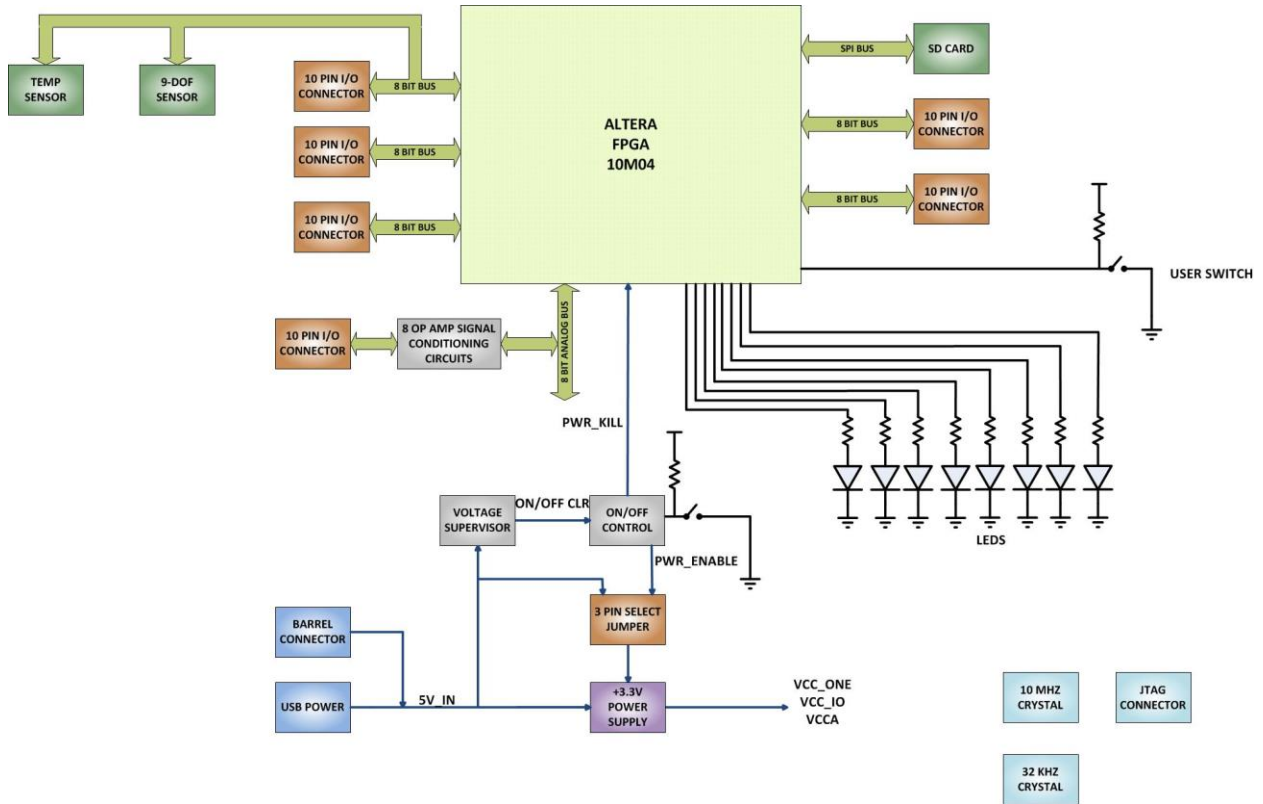 TEMP
SENSOR
9-DOF
SENSOR
10 PIN I/O
CONNECTOR
8 BIT BUS
10 PIN I/O
CONNECTOR
8 BIT BUS
10 PIN I/O
CONNECTOR
8 BIT BUS
ALTERA
FPGA
10M04
SPI BUS
SD CARD
8 BIT BUS
10 PIN I/O
CONNECTOR
8 BIT BUS
10 PIN I/O
CONNECTOR
USER SWITCH
10 PIN I/O
CONNECTOR
8 OP AMP SIGNAL
CONDITIONING
CIRCUITS
8 BIT ANALOG BUS
PWR_KILL
LEDS
VOLTAGE
SUPERVISOR
ON/OFF CLR
ON/OFF
CONTROL
PWR_ENABLE
3 PIN SELECT
JUMPER
BARREL
CONNECTOR
USB POWER
5V_IN
+3.3V
POWER
SUPPLY
VCC_ONE
VCC_IO
VCCA
10 MHZ
CRYSTAL
JTAG
CONNECTOR
32 KHZ
CRYSTAL